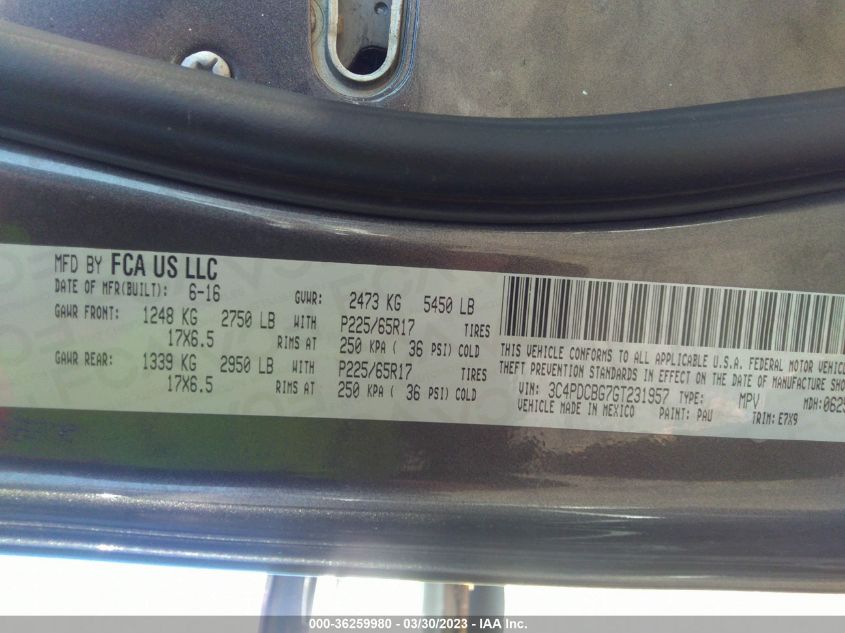 MFD BY FCA US LLC
DATE OF MFR(BUILT): 6-16 GVWR: 2473 KG 5450 LB
GAWR FRONT: 1248 KG 2750 LB WITH P225/65R17 TIRES
17X6.5 RIMS AT 250 KPA ( 36 PSI) COLD
GAWR REAR: 1339 KG 2950 LB WITH P225/65R17 TIRES
17X6.5 RIMS AT 250 KPA ( 36 PSI) COLD
THIS VEHICLE CONFORMS TO ALL APPLICABLE U.S.A. FEDERAL MOTOR VEHICLE
THEFT PREVENTION STANDARDS IN EFFECT ON THE DATE OF MANUFACTURE
VIN: 3C4PDCBG7GT231957 TYPE: MPV MDH: 0629
VEHICLE MADE IN MEXICO PAINT: PAU TRIM: E7X9
000-36259980 — 03/30/2023 — IAA Inc.